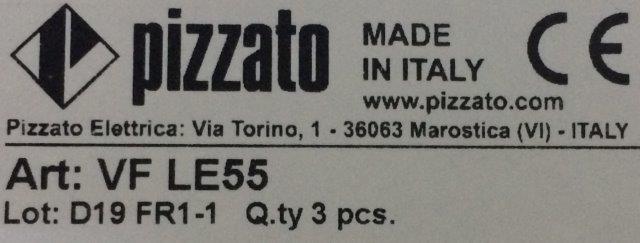 pizzato MADE IN ITALY CE
www.pizzato.com
Pizzato Elettrica: Via Torino, 1 - 36063 Marostica (VI) - ITALY
Art: VF LE55
Lot: D19 FR1-1 Q.ty 3 pcs.